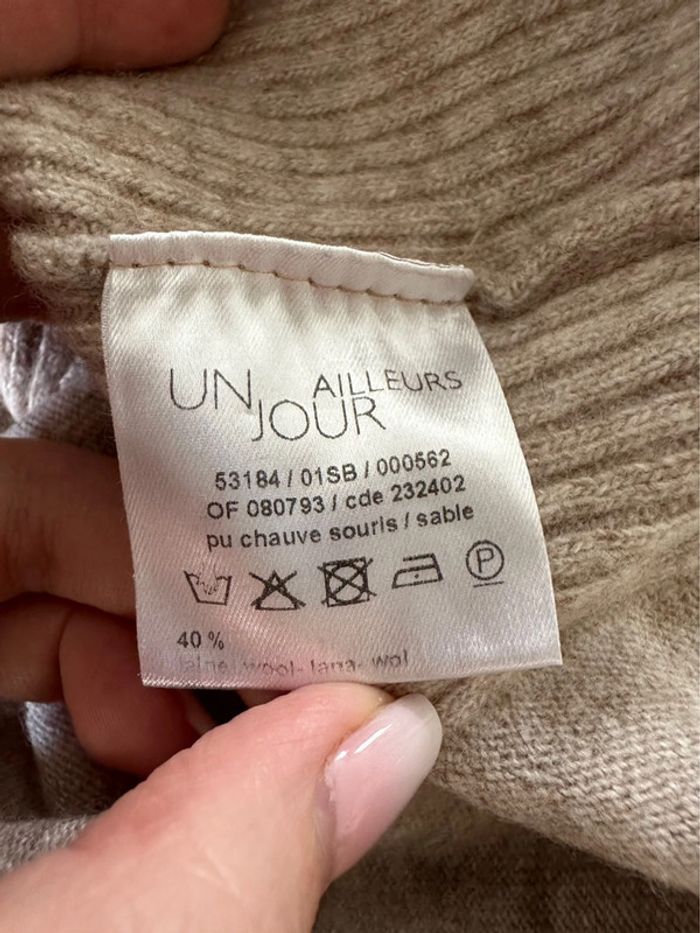 UN JOUR AILLEURS
53184 / 01SB / 000562
OF 080793 / cde 232402
pu chauve souris / sable
P
40 %
laine- wool- lana- wol